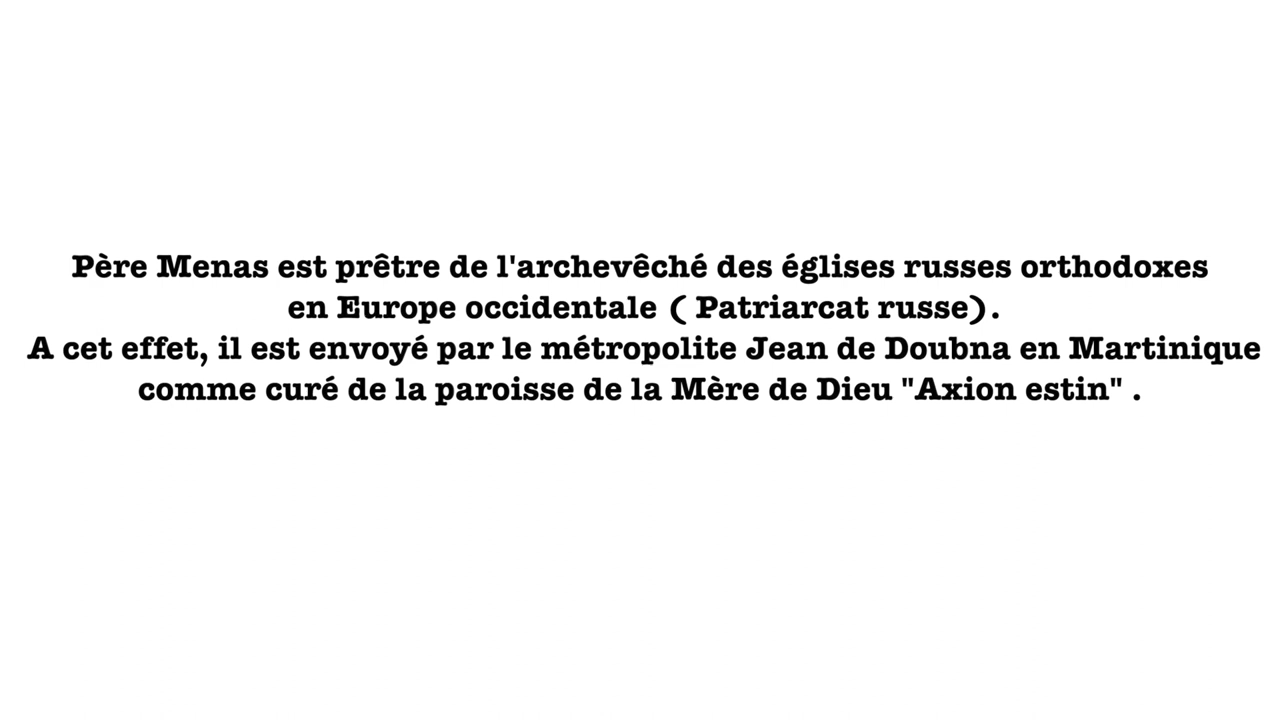 Père Menas est prêtre de l'archevêché des églises russes orthodoxes
en Europe occidentale ( Patriarcat russe).
A cet effet, il est envoyé par le métropolite Jean de Doubna en Martinique
comme curé de la paroisse de la Mère de Dieu "Axion estin" .